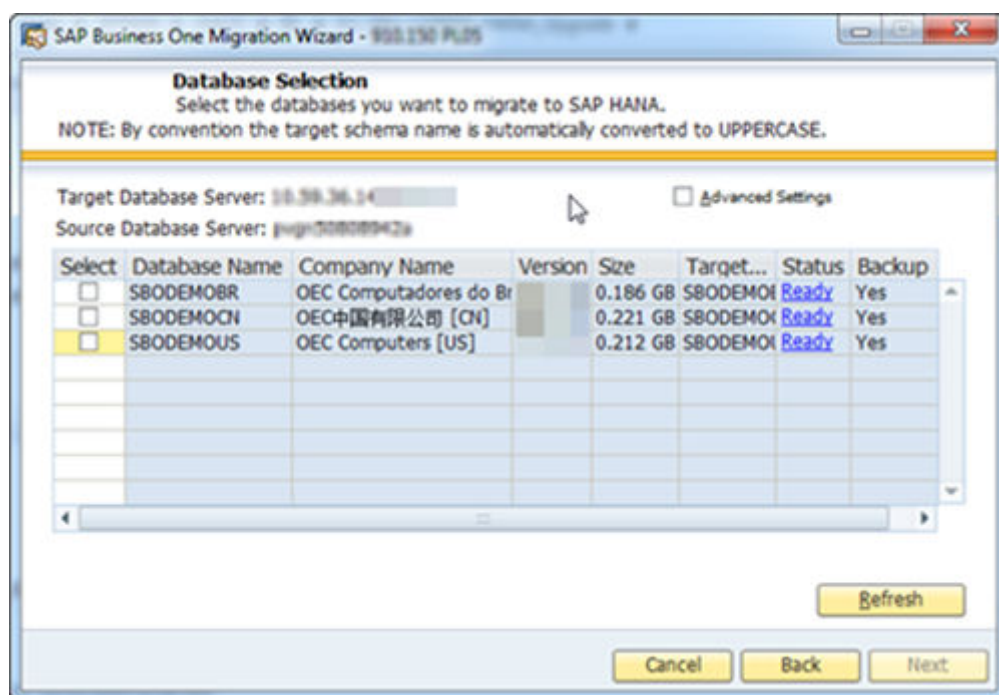 SAP Business One Migration Wizard -
Database Selection
Select the databases you want to migrate to SAP HANA.
NOTE: By convention the target schema name is automatically converted to UPPERCASE.
Target Database Server:
Advanced Settings
Source Database Server:
Select Database Name Company Name Version Size Target... Status Backup
SBODEMOBR OEC Computadores do Br 0.186 GB Ready Yes
SBODEMOCN OEC中国有限公司 [CN] 0.221 GB Ready Yes
SBODEMOUS OEC Computers [US] 0.212 GB Ready Yes
Refresh
Cancel Back Next